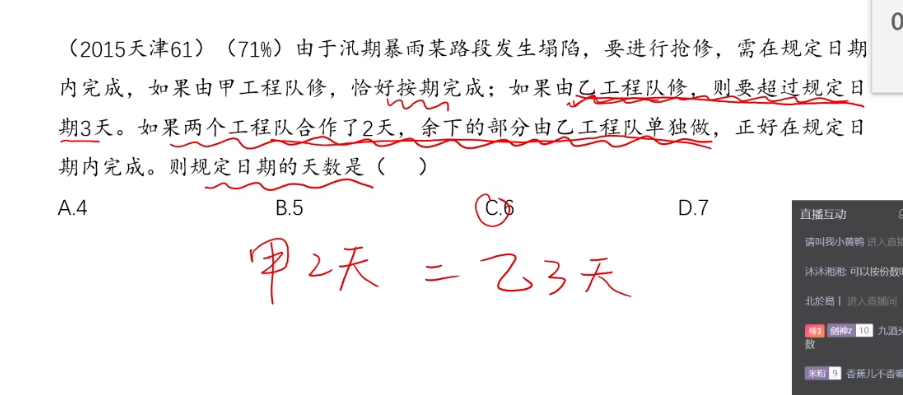 （2015天津61）（71%）由于汛期暴雨某路段发生塌陷，要进行抢修，需在规定日期
内完成，如果由甲工程队修，恰好按期完成；如果由乙工程队修，则要超过规定日
期3天。如果两个工程队合作了2天，余下的部分由乙工程队单独做，正好在规定日
期内完成。则规定日期的天数是（ ）
A.4 B.5 C.6 D.7
甲2天 = 乙3天
0
直播互动
请叫我小黄鸭 进入直播
沐沐湘湘: 可以按份数
北於島丨 进入直播间
10 九酒
数
米粉 9 香蕉儿不香嘛